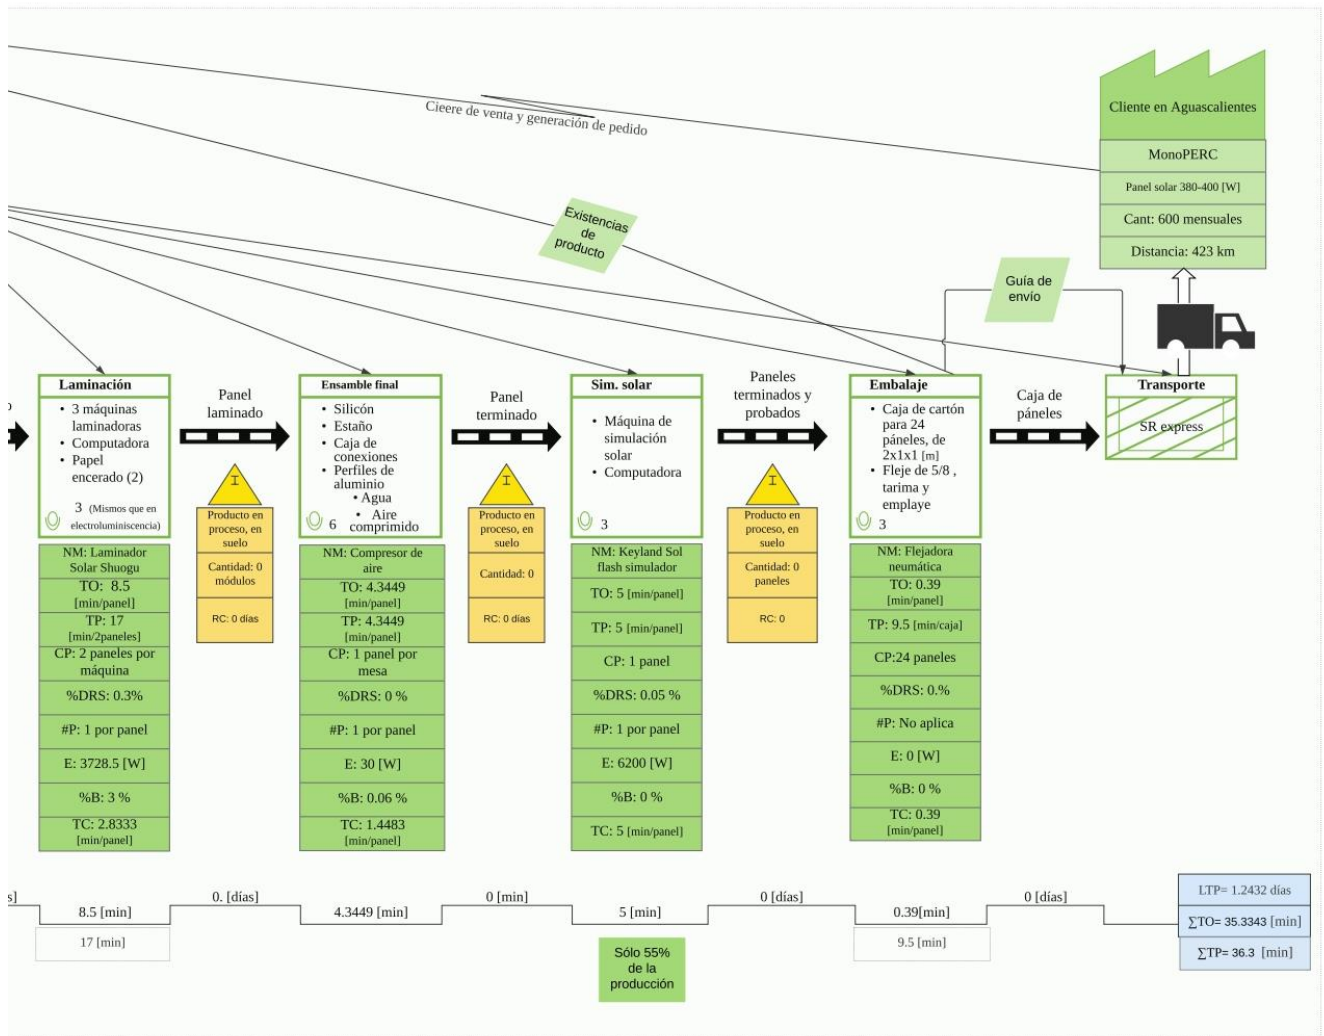 Cieere de venta y generación de pedido
Cliente en Aguascalientes
MonoPERC
Panel solar 380-400 [W]
Cant: 600 mensuales
Distancia: 423 km
Existencias
de
producto
Guía de
envío
o
Laminación
• 3 máquinas
laminadoras
• Computadora
• Papel
encerado (2)
3 (Mismos que en
electroluminiscencia)
NM: Laminador
Solar Shuogu
TO: 8.5
[min/panel]
TP: 17
[min/2paneles]
CP: 2 paneles por
máquina
%DRS: 0.3%
#P: 1 por panel
E: 3728.5 [W]
%B: 3 %
TC: 2.8333
[min/panel]
Panel
laminado
I
Producto en
proceso, en
suelo
Cantidad: 0
módulos
RC: 0 días
Ensamble final
• Silicón
• Estaño
• Caja de
conexiones
• Perfiles de
aluminio
• Agua
• Aire
comprimido
6
NM: Compresor de
aire
TO: 4.3449
[min/panel]
TP: 4.3449
[min/panel]
CP: 1 panel por
mesa
%DRS: 0 %
#P: 1 por panel
E: 30 [W]
%B: 0.06 %
TC: 1.4483
[min/panel]
Panel
terminado
I
Producto en
proceso, en
suelo
Cantidad: 0
RC: 0 días
Sim. solar
• Máquina de
simulación
solar
• Computadora
3
NM: Keyland Sol
flash simulador
TO: 5 [min/panel]
TP: 5 [min/panel]
CP: 1 panel
%DRS: 0.05 %
#P: 1 por panel
E: 6200 [W]
%B: 0 %
TC: 5 [min/panel]
Paneles
terminados y
probados
I
Producto en
proceso, en
suelo
Cantidad: 0
paneles
RC: 0
Embalaje
• Caja de cartón
para 24
páneles, de
2x1x1 [m]
• Fleje de 5/8 ,
tarima y
emplaye
3
NM: Flejadora
neumática
TO: 0.39
[min/panel]
TP: 9.5 [min/caja]
CP:24 paneles
%DRS: 0.%
#P: No aplica
E: 0 [W]
%B: 0 %
TC: 0.39
[min/panel]
Caja de
páneles
Transporte
SR express
s]
8.5 [min]
17 [min]
0. [días]
4.3449 [min]
0 [min]
5 [min]
Sólo 55%
de la
producción
0 [días]
0.39[min]
9.5 [min]
0 [días]
LTP= 1.2432 días
∑TO= 35.3343 [min]
∑TP= 36.3 [min]